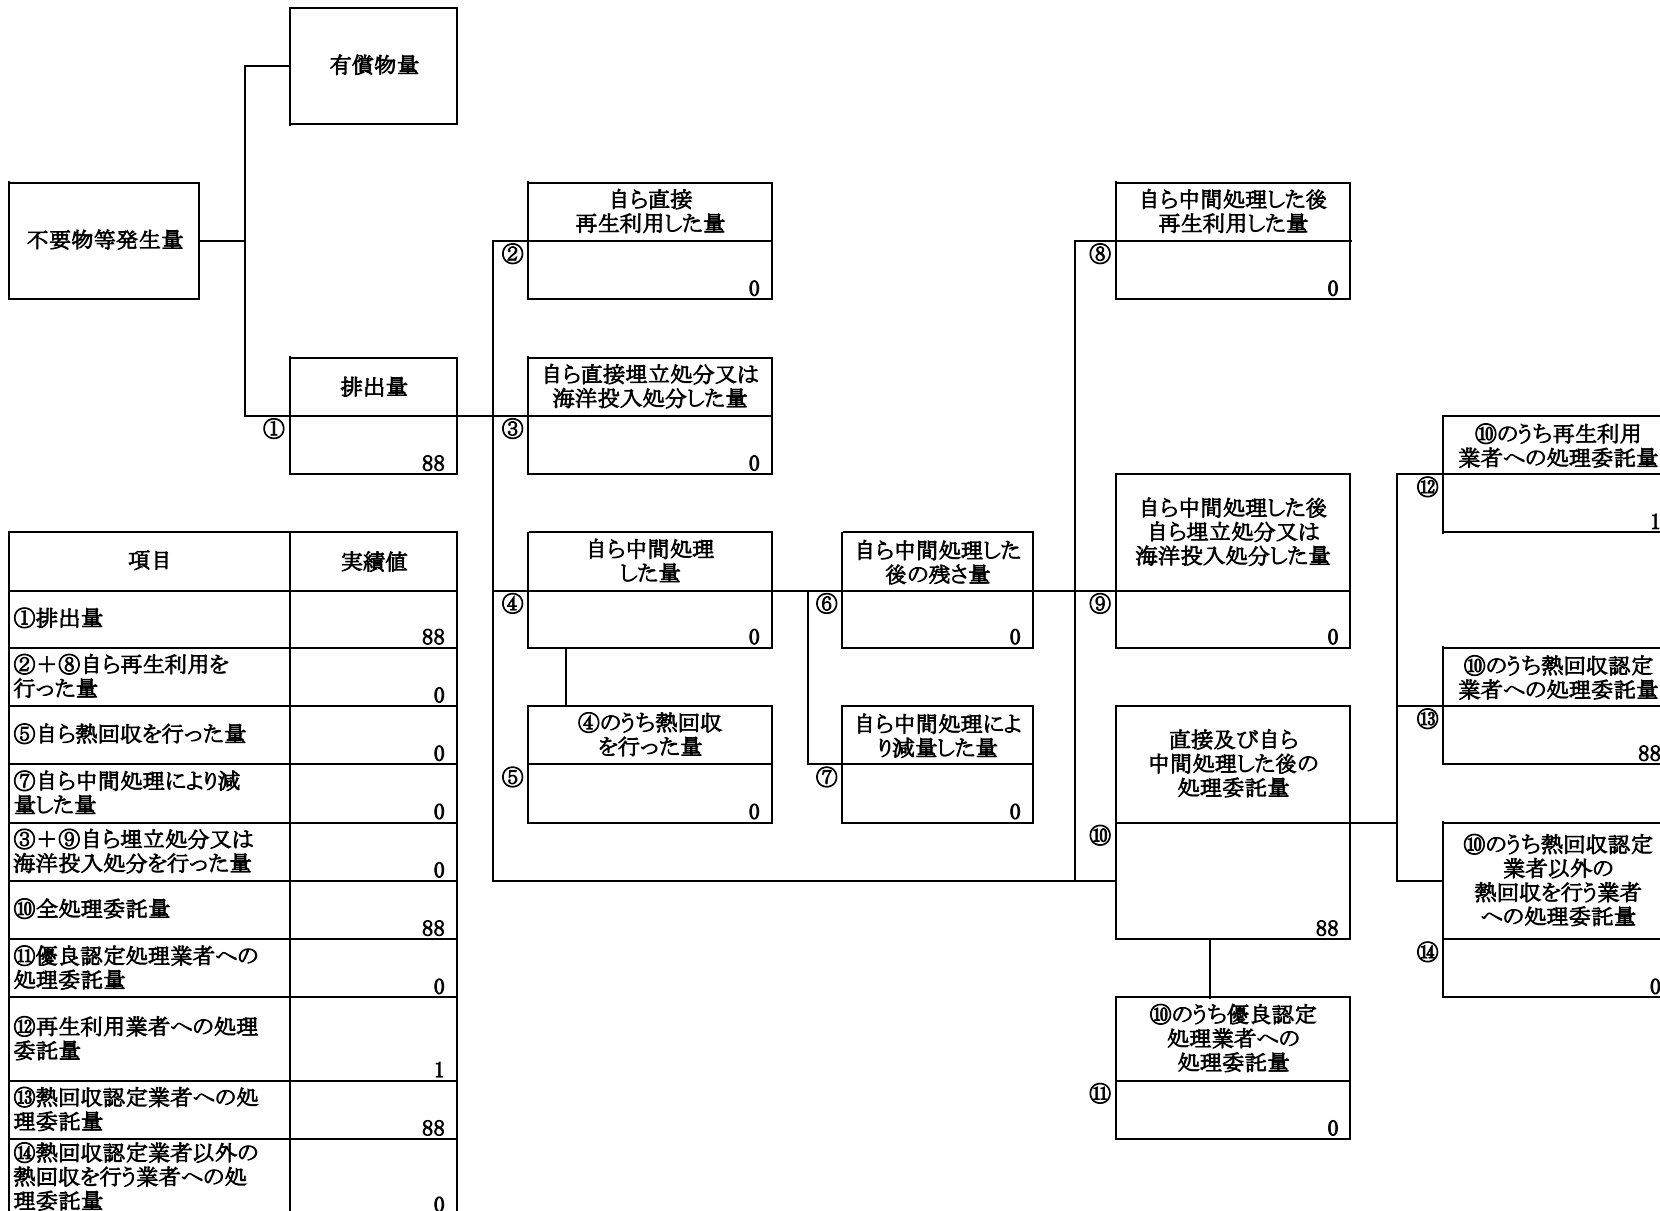 有償物量
不要物等発生量
自ら直接
再生利用した量
②
0
自ら中間処理した後
再生利用した量
⑧
0
排出量
①
88
自ら直接埋立処分又は
海洋投入処分した量
③
0
⑩のうち再生利用
業者への処理委託量
⑫
1
自ら中間処理
した量
④
0
自ら中間処理した
後の残さ量
⑥
0
自ら中間処理した後
自ら埋立処分又は
海洋投入処分した量
⑨
0
⑩のうち熱回収認定
業者への処理委託量
⑬
88
④のうち熱回収
を行った量
⑤
0
自ら中間処理によ
り減量した量
⑦
0
直接及び自ら
中間処理した後の
処理委託量
⑩
88
⑩のうち熱回収認定
業者以外の
熱回収を行う業者
への処理委託量
⑭
0
⑩のうち優良認定
処理業者への
処理委託量
⑪
0
項目 実績値
①排出量
88
②+⑧自ら再生利用を
行った量
0
⑤自ら熱回収を行った量
0
⑦自ら中間処理により減
量した量
0
③+⑨自ら埋立処分又は
海洋投入処分を行った量
0
⑩全処理委託量
88
⑪優良認定処理業者への
処理委託量
0
⑫再生利用業者への処理
委託量
1
⑬熱回収認定業者への処
理委託量
88
⑭熱回収認定業者以外の
熱回収を行う業者への処
理委託量
0